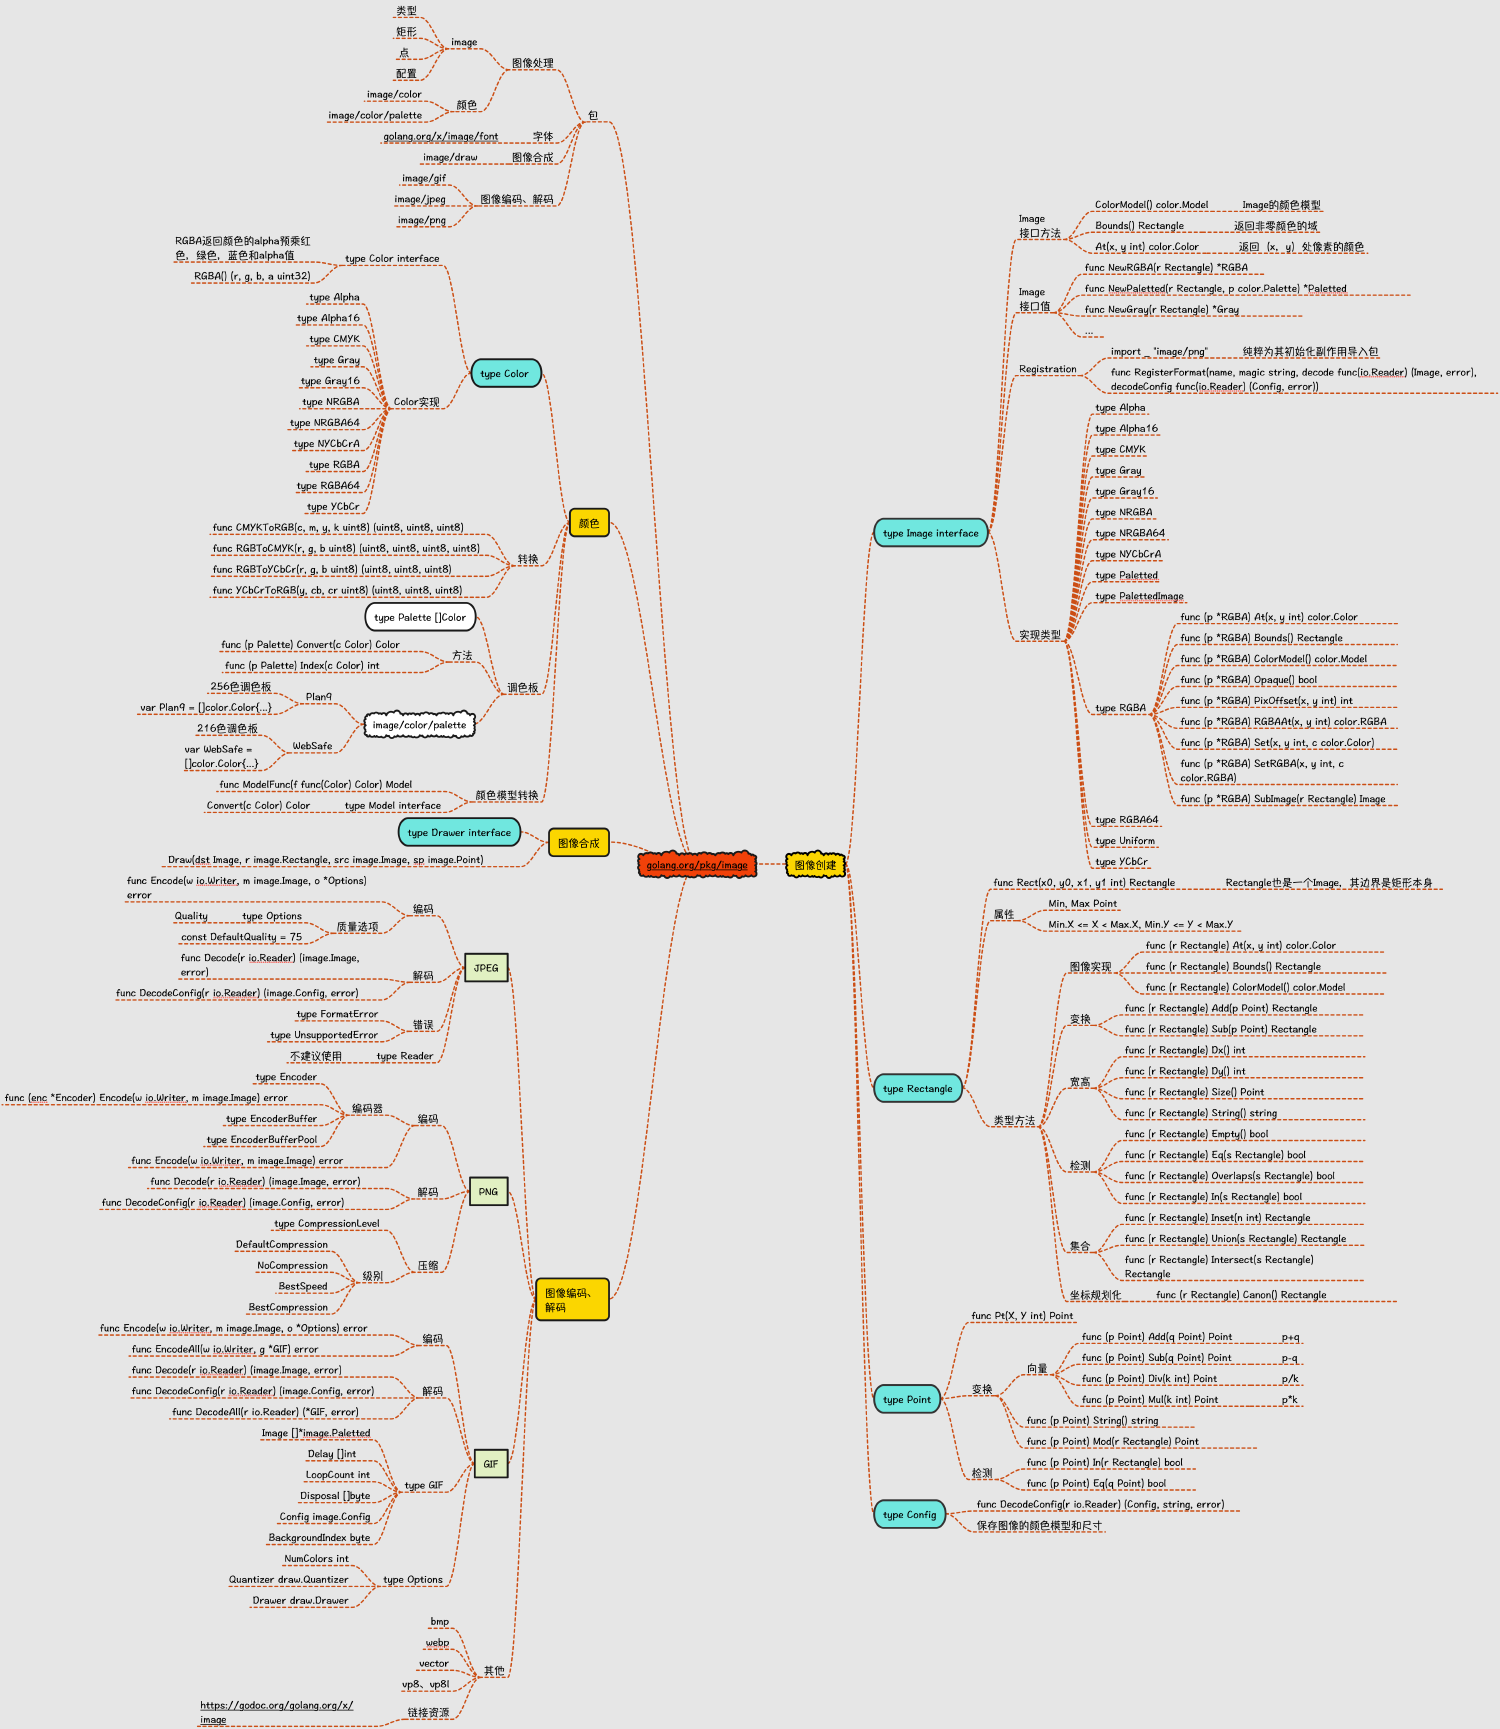 golang.org/pkg/image
包
图像处理
image
类型
矩形
点
配置
颜色
image/color
image/color/palette
字体
golang.org/x/image/font
图像合成
image/draw
图像编码、解码
image/gif
image/jpeg
image/png
颜色
type Color
type Color interface
RGBA返回颜色的alpha预乘红
色，绿色，蓝色和alpha值
RGBA() (r, g, b, a uint32)
Color实现
type Alpha
type Alpha16
type CMYK
type Gray
type Gray16
type NRGBA
type NRGBA64
type NYCbCrA
type RGBA
type RGBA64
type YCbCr
转换
func CMYKToRGB(c, m, y, k uint8) (uint8, uint8, uint8)
func RGBToCMYK(r, g, b uint8) (uint8, uint8, uint8, uint8)
func RGBToYCbCr(r, g, b uint8) (uint8, uint8, uint8)
func YCbCrToRGB(y, cb, cr uint8) (uint8, uint8, uint8)
调色板
type Palette []Color
方法
func (p Palette) Convert(c Color) Color
func (p Palette) Index(c Color) int
image/color/palette
Plan9
256色调色板
var Plan9 = []color.Color{...}
WebSafe
216色调色板
var WebSafe =
[]color.Color{...}
颜色模型转换
func ModelFunc(f func(Color) Color) Model
type Model interface
Convert(c Color) Color
图像合成
type Drawer interface
Draw(dst Image, r image.Rectangle, src image.Image, sp image.Point)
图像编码、
解码
JPEG
编码
func Encode(w io.Writer, m image.Image, o *Options)
error
质量选项
type Options
Quality
const DefaultQuality = 75
解码
func Decode(r io.Reader) (image.Image,
error)
func DecodeConfig(r io.Reader) (image.Config, error)
错误
type FormatError
type UnsupportedError
type Reader
不建议使用
PNG
编码
编码器
type Encoder
func (enc *Encoder) Encode(w io.Writer, m image.Image) error
type EncoderBuffer
type EncoderBufferPool
func Encode(w io.Writer, m image.Image) error
解码
func Decode(r io.Reader) (image.Image, error)
func DecodeConfig(r io.Reader) (image.Config, error)
压缩
type CompressionLevel
级别
DefaultCompression
NoCompression
BestSpeed
BestCompression
GIF
编码
func Encode(w io.Writer, m image.Image, o *Options) error
func EncodeAll(w io.Writer, g *GIF) error
解码
func Decode(r io.Reader) (image.Image, error)
func DecodeConfig(r io.Reader) (image.Config, error)
func DecodeAll(r io.Reader) (*GIF, error)
type GIF
Image []*image.Paletted
Delay []int
LoopCount int
Disposal []byte
Config image.Config
BackgroundIndex byte
type Options
NumColors int
Quantizer draw.Quantizer
Drawer draw.Drawer
其他
bmp
webp
vector
vp8、vp8l
链接资源
https://godoc.org/golang.org/x/
image
图像创建
type Image interface
Image
接口方法
ColorModel() color.Model
Image的颜色模型
Bounds() Rectangle
返回非零颜色的域
At(x, y int) color.Color
返回（x，y）处像素的颜色
Image
接口值
func NewRGBA(r Rectangle) *RGBA
func NewPaletted(r Rectangle, p color.Palette) *Paletted
func NewGray(r Rectangle) *Gray
...
Registration
import _ "image/png"
纯粹为其初始化副作用导入包
func RegisterFormat(name, magic string, decode func(io.Reader) (Image, error),
decodeConfig func(io.Reader) (Config, error))
实现类型
type Alpha
type Alpha16
type CMYK
type Gray
type Gray16
type NRGBA
type NRGBA64
type NYCbCrA
type Paletted
type PalettedImage
type RGBA
func (p *RGBA) At(x, y int) color.Color
func (p *RGBA) Bounds() Rectangle
func (p *RGBA) ColorModel() color.Model
func (p *RGBA) Opaque() bool
func (p *RGBA) PixOffset(x, y int) int
func (p *RGBA) RGBAAt(x, y int) color.RGBA
func (p *RGBA) Set(x, y int, c color.Color)
func (p *RGBA) SetRGBA(x, y int, c
color.RGBA)
func (p *RGBA) SubImage(r Rectangle) Image
type RGBA64
type Uniform
type YCbCr
type Rectangle
func Rect(x0, y0, x1, y1 int) Rectangle
Rectangle也是一个Image，其边界是矩形本身
属性
Min, Max Point
Min.X <= X < Max.X, Min.Y <= Y < Max.Y
类型方法
图像实现
func (r Rectangle) At(x, y int) color.Color
func (r Rectangle) Bounds() Rectangle
func (r Rectangle) ColorModel() color.Model
变换
func (r Rectangle) Add(p Point) Rectangle
func (r Rectangle) Sub(p Point) Rectangle
宽高
func (r Rectangle) Dx() int
func (r Rectangle) Dy() int
func (r Rectangle) Size() Point
func (r Rectangle) String() string
检测
func (r Rectangle) Empty() bool
func (r Rectangle) Eq(s Rectangle) bool
func (r Rectangle) Overlaps(s Rectangle) bool
func (r Rectangle) In(s Rectangle) bool
集合
func (r Rectangle) Inset(n int) Rectangle
func (r Rectangle) Union(s Rectangle) Rectangle
func (r Rectangle) Intersect(s Rectangle)
Rectangle
坐标规划化
func (r Rectangle) Canon() Rectangle
type Point
func Pt(X, Y int) Point
变换
向量
func (p Point) Add(q Point) Point
p+q
func (p Point) Sub(q Point) Point
p-q
func (p Point) Div(k int) Point
p/k
func (p Point) Mul(k int) Point
p*k
func (p Point) String() string
func (p Point) Mod(r Rectangle) Point
检测
func (p Point) In(r Rectangle) bool
func (p Point) Eq(q Point) bool
type Config
func DecodeConfig(r io.Reader) (Config, string, error)
保存图像的颜色模型和尺寸